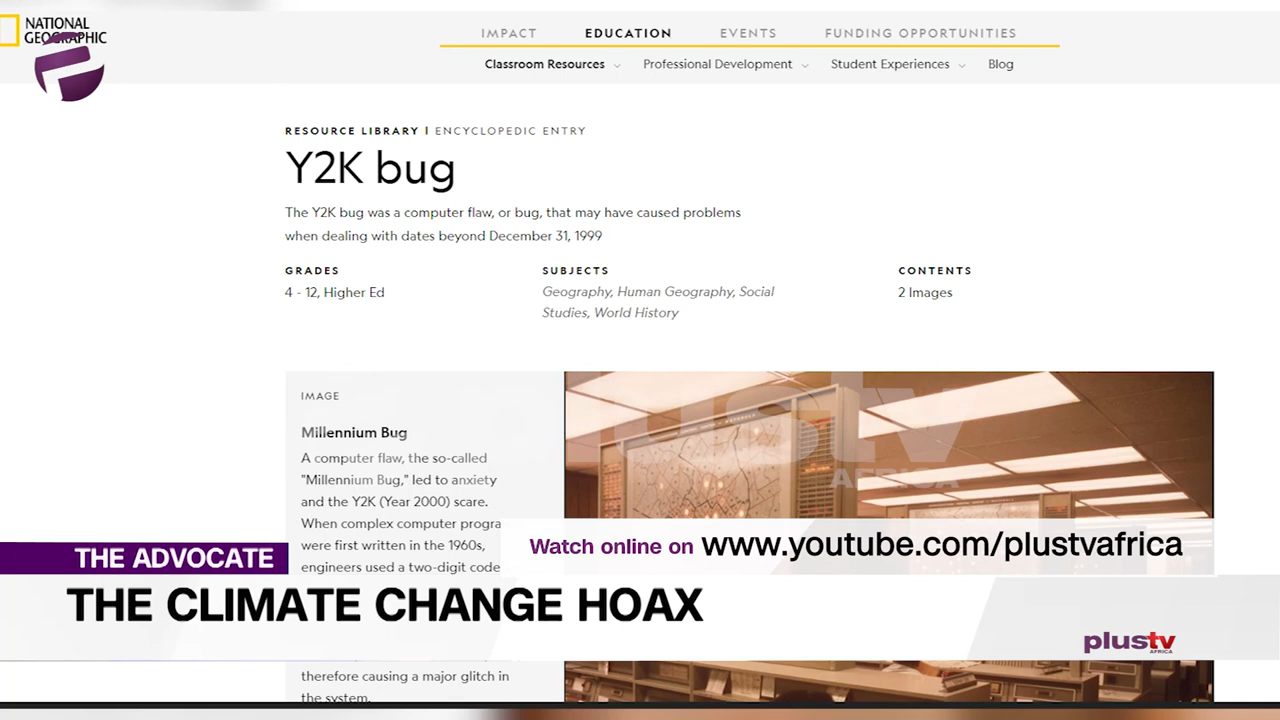 NATIONAL
GEOGRAPHIC
IMPACT EDUCATION EVENTS FUNDING OPPORTUNITIES
Classroom Resources Professional Development Student Experiences Blog
RESOURCE LIBRARY | ENCYCLOPEDIC ENTRY
Y2K bug
The Y2K bug was a computer flaw, or bug, that may have caused problems
when dealing with dates beyond December 31, 1999
GRADES
4 - 12, Higher Ed
SUBJECTS
Geography, Human Geography, Social
Studies, World History
CONTENTS
2 Images
IMAGE
Millennium Bug
A computer flaw, the so-called
"Millennium Bug," led to anxiety
and the Y2K (Year 2000) scare.
When complex computer progra
were first written in the 1960s,
engineers used a two-digit code
therefore causing a major glitch in
the system.
plustv
AFRICA
Watch online on www.youtube.com/plustvafrica
THE ADVOCATE
THE CLIMATE CHANGE HOAX
plustv
AFRICA